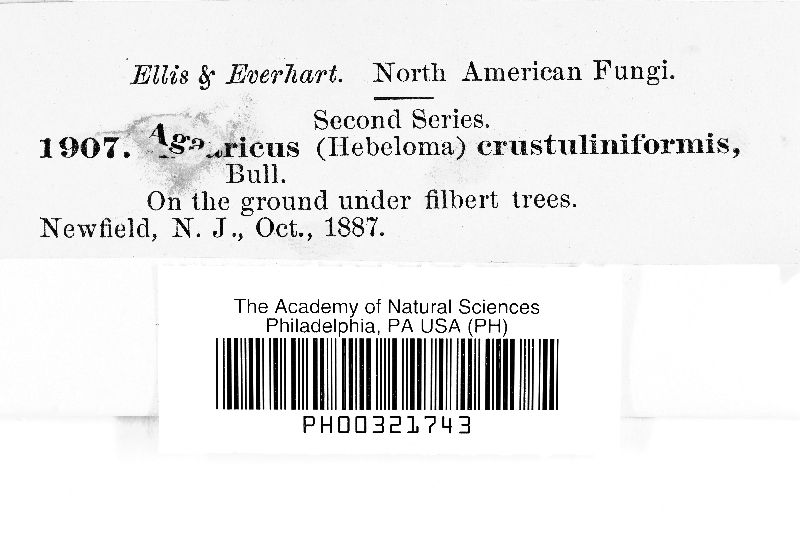 Ellis & Everhart. North American Fungi.
Second Series.
1907. Agaricus (Hebeloma) crustuliniformis,
Bull.
On the ground under filbert trees.
Newfield, N. J., Oct., 1887.
The Academy of Natural Sciences
Philadelphia, PA USA (PH)
PH00321743